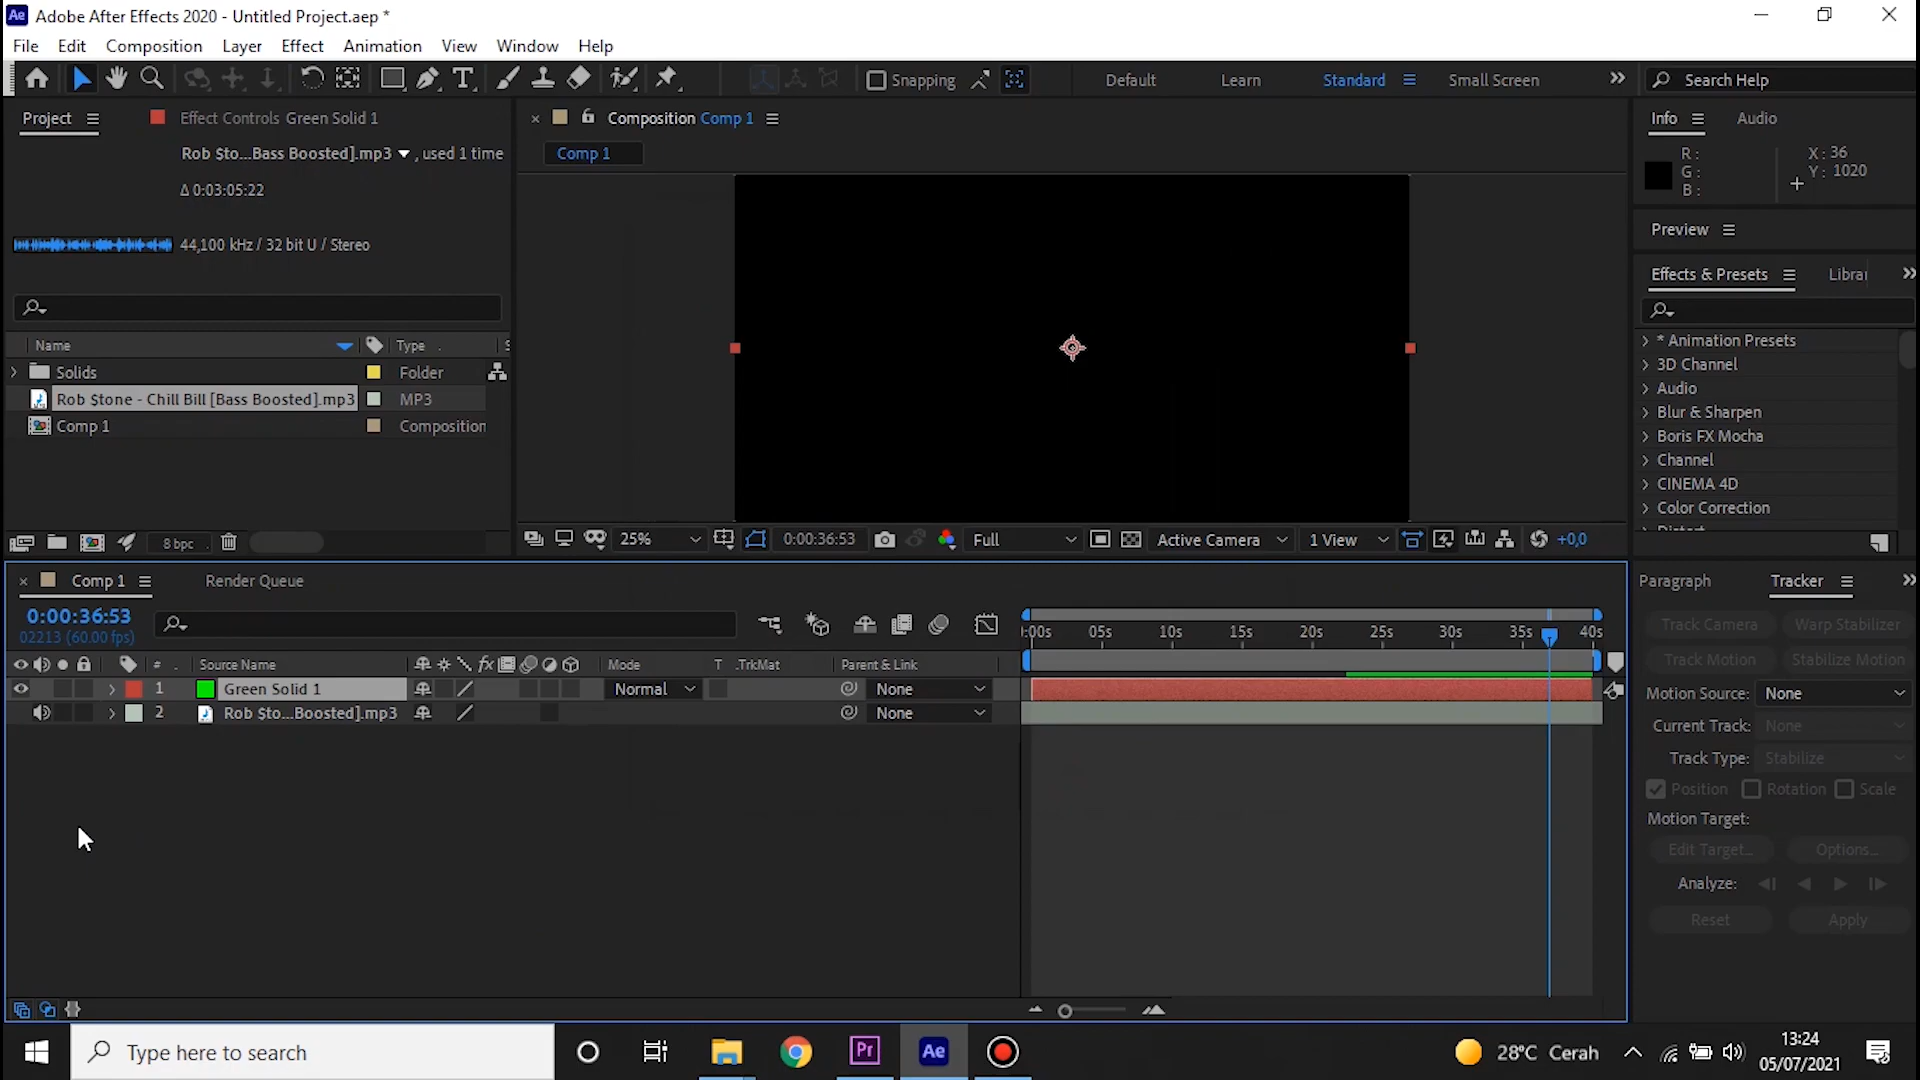 Ae Adobe After Effects 2020 - Untitled Project.aep *
File Edit Composition Layer Effect Animation View Window Help
Snapping Default Learn Standard Small Screen Search Help
Project Effect Controls Green Solid 1
Composition Comp 1
Info Audio
Rob $to...Bass Boosted].mp3 , used 1 time
Comp 1
R : X : 36
G : Y : 1020
B :
Δ 0:03:05:22
Preview
44,100 kHz / 32 bit U / Stereo
Effects & Presets Librar
Name Type S
Solids Folder
Rob $tone - Chill Bill [Bass Boosted].mp3 MP3
Comp 1 Composition
* Animation Presets
3D Channel
Audio
Blur & Sharpen
Boris FX Mocha
Channel
CINEMA 4D
Color Correction
Distort
8 bpc
25% 0:00:36:53 Full Active Camera 1 View +0,0
Comp 1 Render Queue
0:00:36:53
02213 (60.00 fps)
:00s 05s 10s 15s 20s 25s 30s 35s 40s
# Source Name fx Mode T .TrkMat Parent & Link
1 Green Solid 1 Normal None
2 Rob $to...Boosted].mp3 None
Paragraph Tracker
Track Camera Warp Stabilizer
Track Motion Stabilize Motion
Motion Source: None
Current Track: None
Track Type: Stabilize
Position Rotation Scale
Motion Target:
Edit Target... Options...
Analyze:
Reset Apply
Type here to search
Pr Ae
28°C Cerah
13:24
05/07/2021